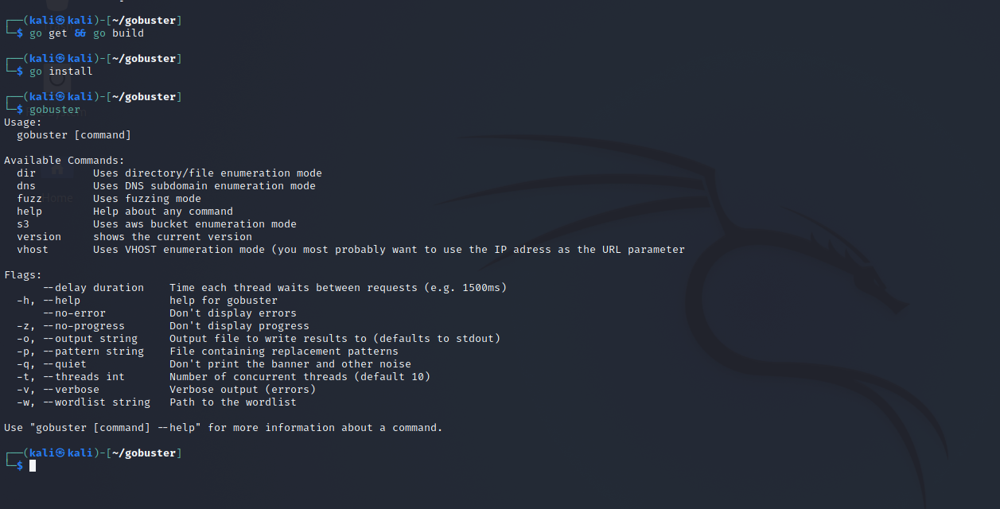 ┌──(kali㉿kali)-[~/gobuster]
└─$ go get && go build
┌──(kali㉿kali)-[~/gobuster]
└─$ go install
┌──(kali㉿kali)-[~/gobuster]
└─$ gobuster
Usage:
  gobuster [command]
Available Commands:
  dir         Uses directory/file enumeration mode
  dns         Uses DNS subdomain enumeration mode
  fuzz        Uses fuzzing mode
Home
  help        Help about any command
  s3          Uses aws bucket enumeration mode
  version     shows the current version
  vhost       Uses VHOST enumeration mode (you most probably want to use the IP adress as the URL parameter
Flags:
      --delay duration    Time each thread waits between requests (e.g. 1500ms)
  -h, --help              help for gobuster
      --no-error          Don't display errors
  -z, --no-progress       Don't display progress
  -o, --output string     Output file to write results to (defaults to stdout)
  -p, --pattern string    File containing replacement patterns
  -q, --quiet             Don't print the banner and other noise
  -t, --threads int       Number of concurrent threads (default 10)
  -v, --verbose           Verbose output (errors)
  -w, --wordlist string   Path to the wordlist
Use "gobuster [command] --help" for more information about a command.
┌──(kali㉿kali)-[~/gobuster]
└─$